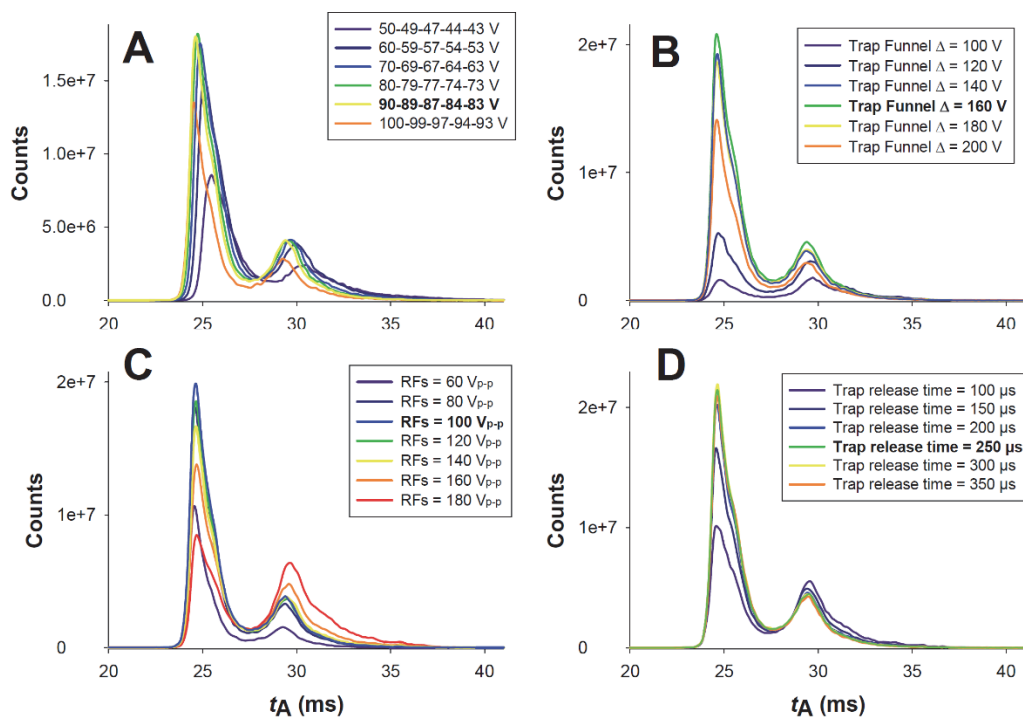 A
50-49-47-44-43 V
60-59-57-54-53 V
70-69-67-64-63 V
80-79-77-74-73 V
90-89-87-84-83 V
100-99-97-94-93 V
Counts
1.5e+7
1.0e+7
5.0e+6
0.0
20 25 30 35 40
B
Trap Funnel Δ = 100 V
Trap Funnel Δ = 120 V
Trap Funnel Δ = 140 V
Trap Funnel Δ = 160 V
Trap Funnel Δ = 180 V
Trap Funnel Δ = 200 V
Counts
2e+7
1e+7
0
20 25 30 35 40
C
RFs = 60 Vp-p
RFs = 80 Vp-p
RFs = 100 Vp-p
RFs = 120 Vp-p
RFs = 140 Vp-p
RFs = 160 Vp-p
RFs = 180 Vp-p
Counts
2e+7
1e+7
0
20 25 30 35 40
tA (ms)
D
Trap release time = 100 µs
Trap release time = 150 µs
Trap release time = 200 µs
Trap release time = 250 µs
Trap release time = 300 µs
Trap release time = 350 µs
Counts
2e+7
1e+7
0
20 25 30 35 40
tA (ms)